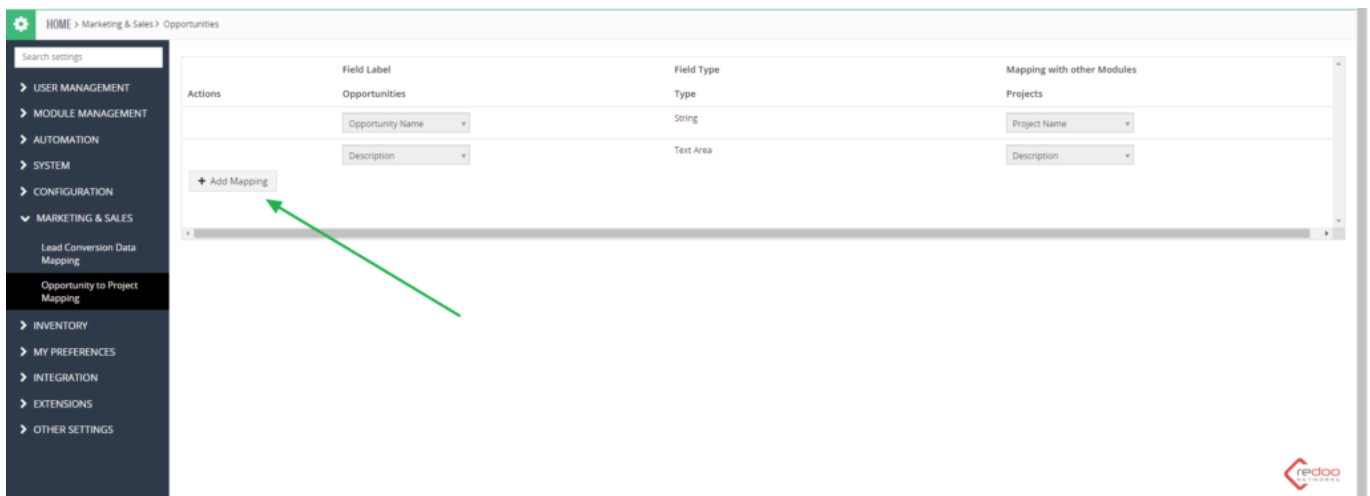 HOME > Marketing & Sales > Opportunities
Search settings
USER MANAGEMENT
MODULE MANAGEMENT
AUTOMATION
SYSTEM
CONFIGURATION
MARKETING & SALES
Lead Conversion Data
Mapping
Opportunity to Project
Mapping
INVENTORY
MY PREFERENCES
INTEGRATION
EXTENSIONS
OTHER SETTINGS
Field Label Field Type Mapping with other Modules
Actions Opportunities Type Projects
Opportunity Name String Project Name
Description Text Area Description
+ Add Mapping
redoo
NETWORKS